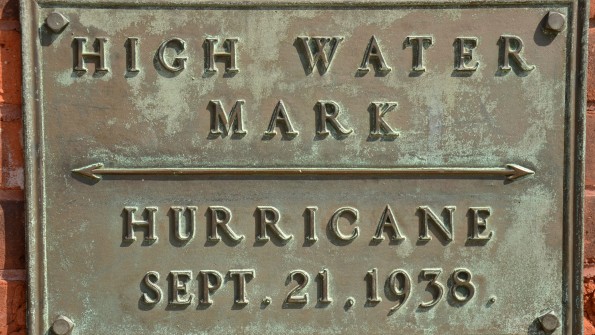 HIGH WATER
MARK
HURRICANE
SEPT. 21. 1938.